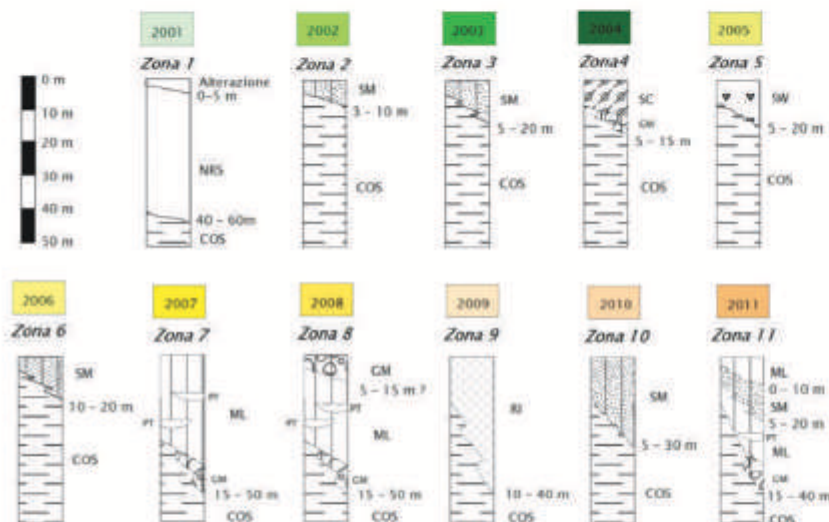 2001 2002 2003 2004 2005
Zona 1 Zona 2 Zona 3 Zona4 Zona 5
0 m
10 m
20 m
30 m
40 m
50 m
Alterazione
0-5 m
NRS
40 - 60m
COS
SM
3 - 10 m
COS
SM
5 - 20 m
COS
SC
GM
5 - 15 m
COS
SW
5 - 20 m
COS
2006 2007 2008 2009 2010 2011
Zona 6 Zona 7 Zona 8 Zona 9 Zona 10 Zona 11
SM
10 - 20 m
COS
PT
ML
PT
GM
15 - 50 m
COS
GM
5 - 15 m ?
PT
ML
PT
GM
15 - 50 m
COS
RI
10 - 40 m
COS
SM
5 - 30 m
COS
ML
0 - 10 m
SM
5 - 20 m
PT
ML
GM
15 - 40 m
COS